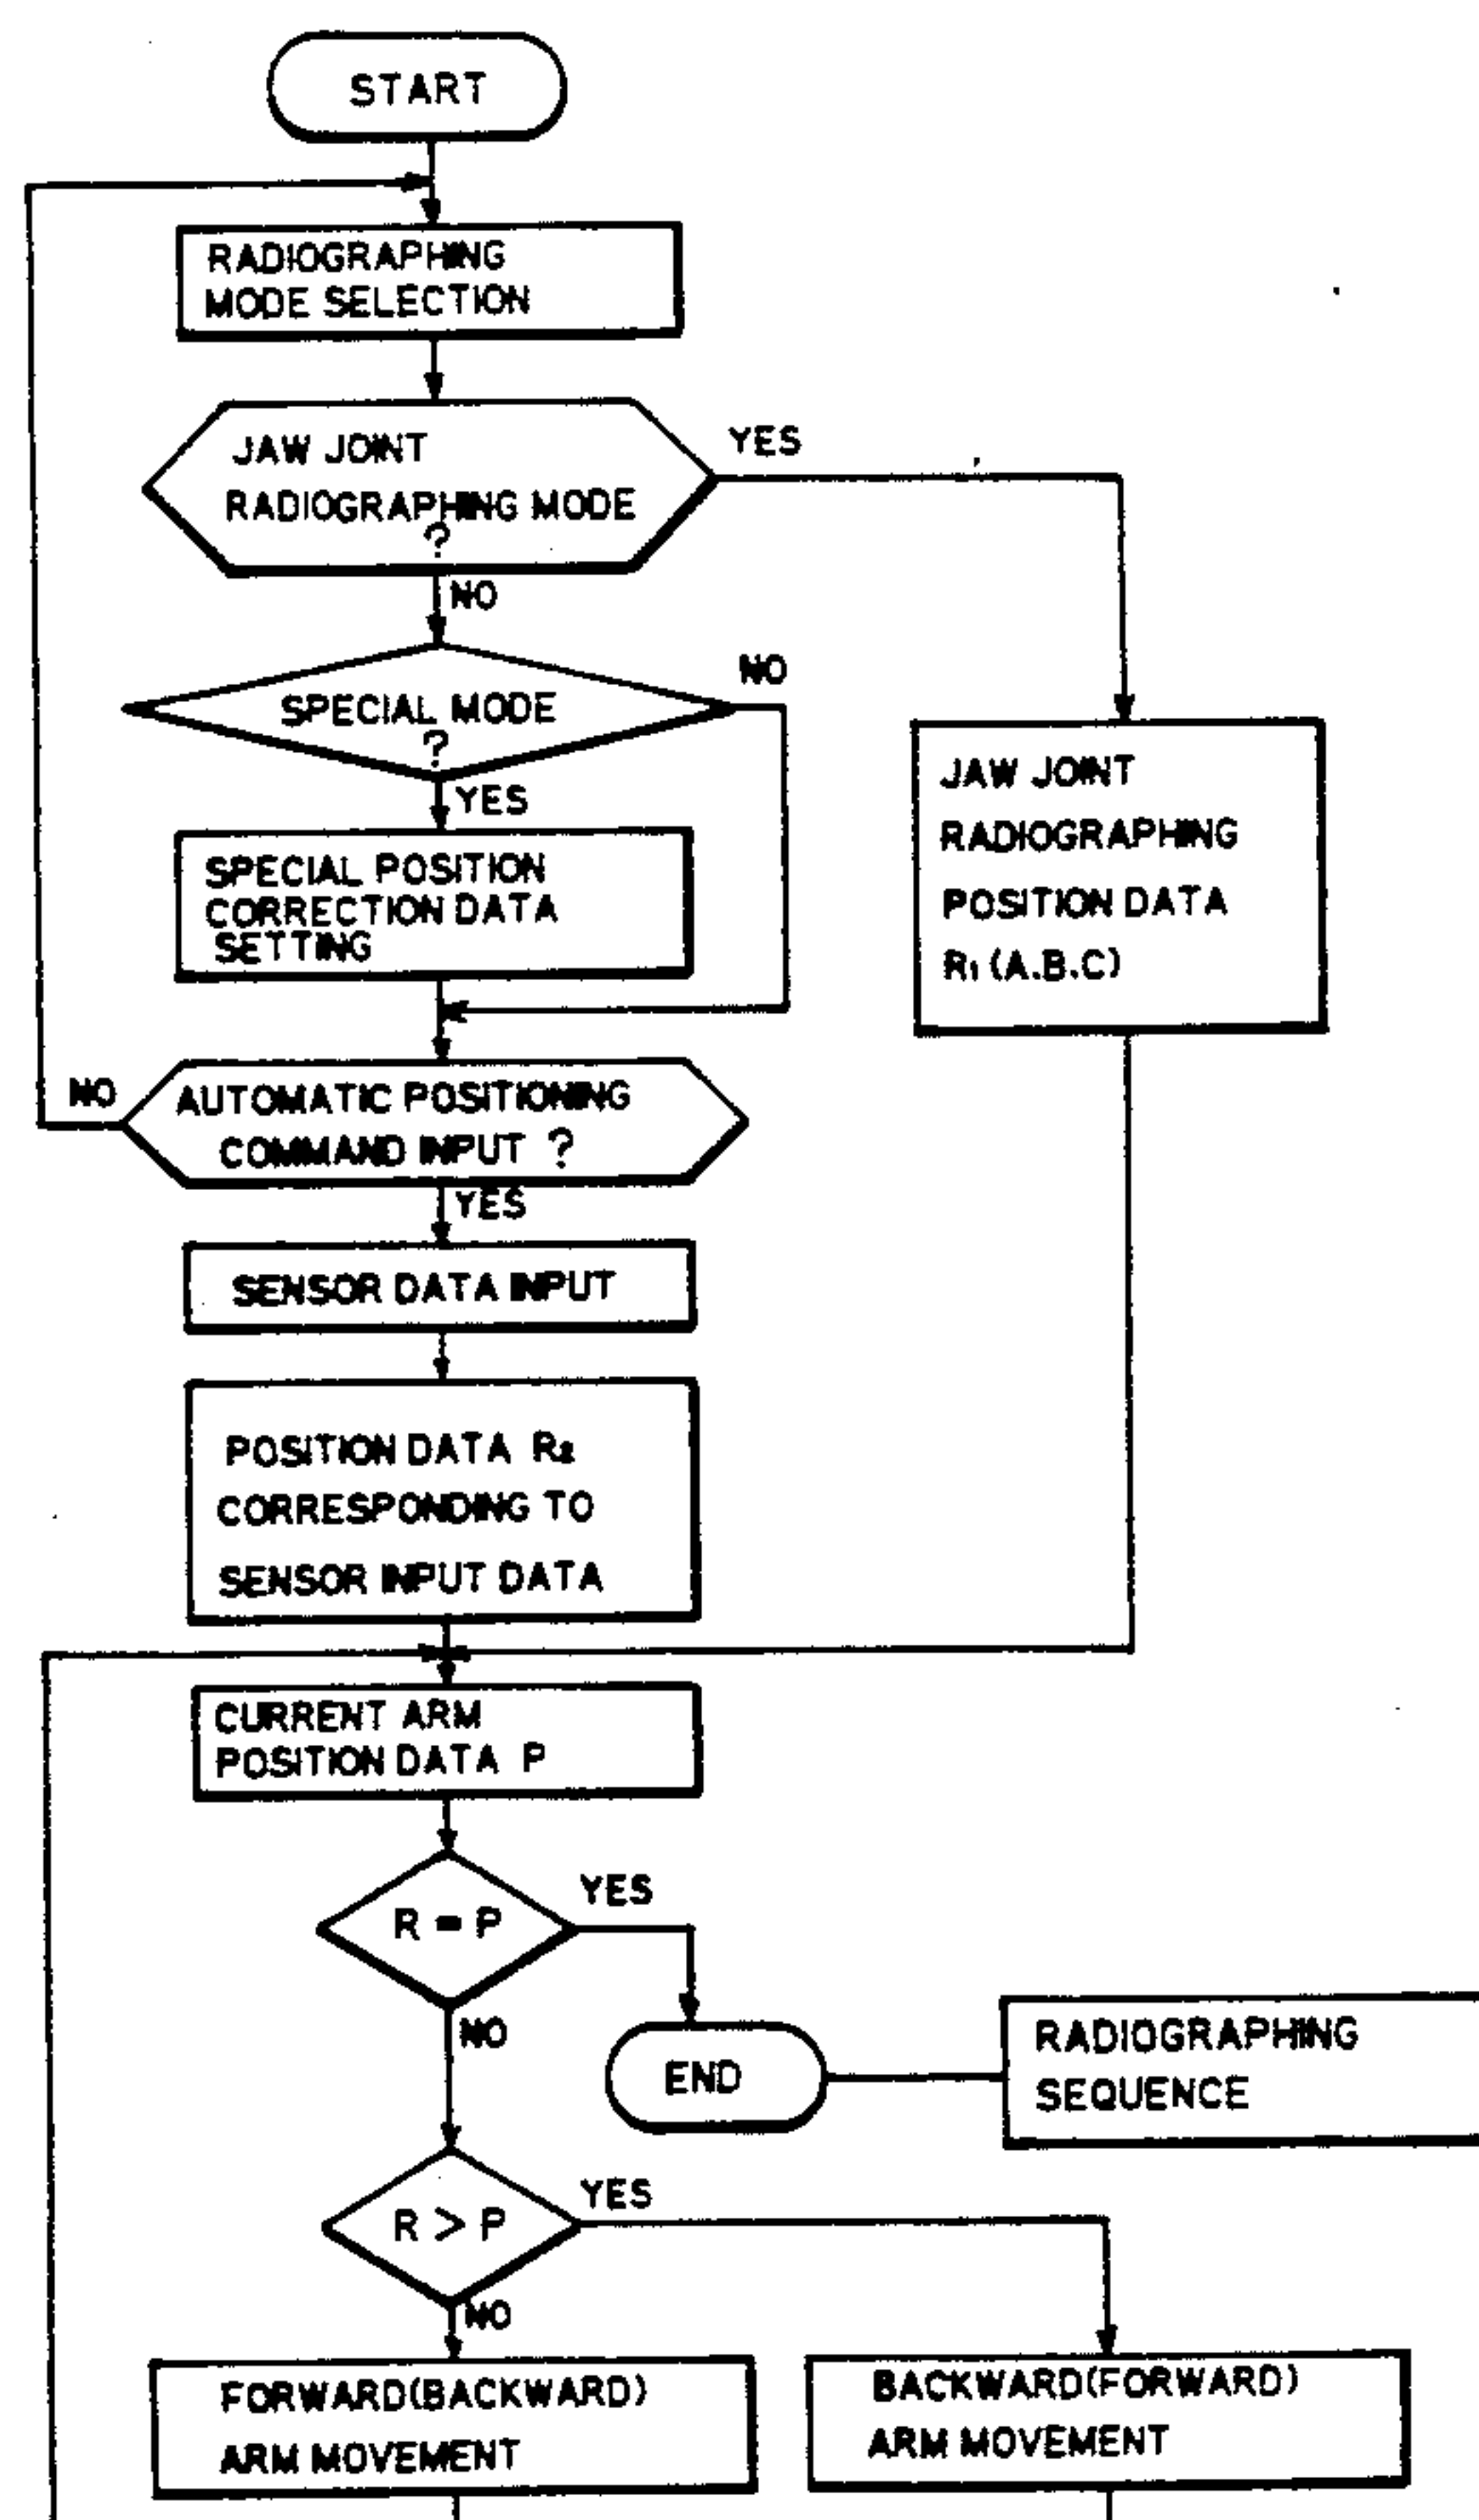 START
RADIOGRAPHING
MODE SELECTION
JAW JOINT
RADIOGRAPHING MODE
?
YES
NO
SPECIAL MODE
?
NO
YES
SPECIAL POSITION
CORRECTION DATA
SETTING
JAW JOINT
RADIOGRAPHING
POSITION DATA
R₁ (A.B.C)
AUTOMATIC POSITIONING
COMMAND INPUT ?
NO
YES
SENSOR DATA INPUT
POSITION DATA R₂
CORRESPONDING TO
SENSOR INPUT DATA
CURRENT ARM
POSITION DATA P
R = P
YES
NO
END
RADIOGRAPHING
SEQUENCE
R > P
YES
NO
FORWARD(BACKWARD)
ARM MOVEMENT
BACKWARD(FORWARD)
ARM MOVEMENT